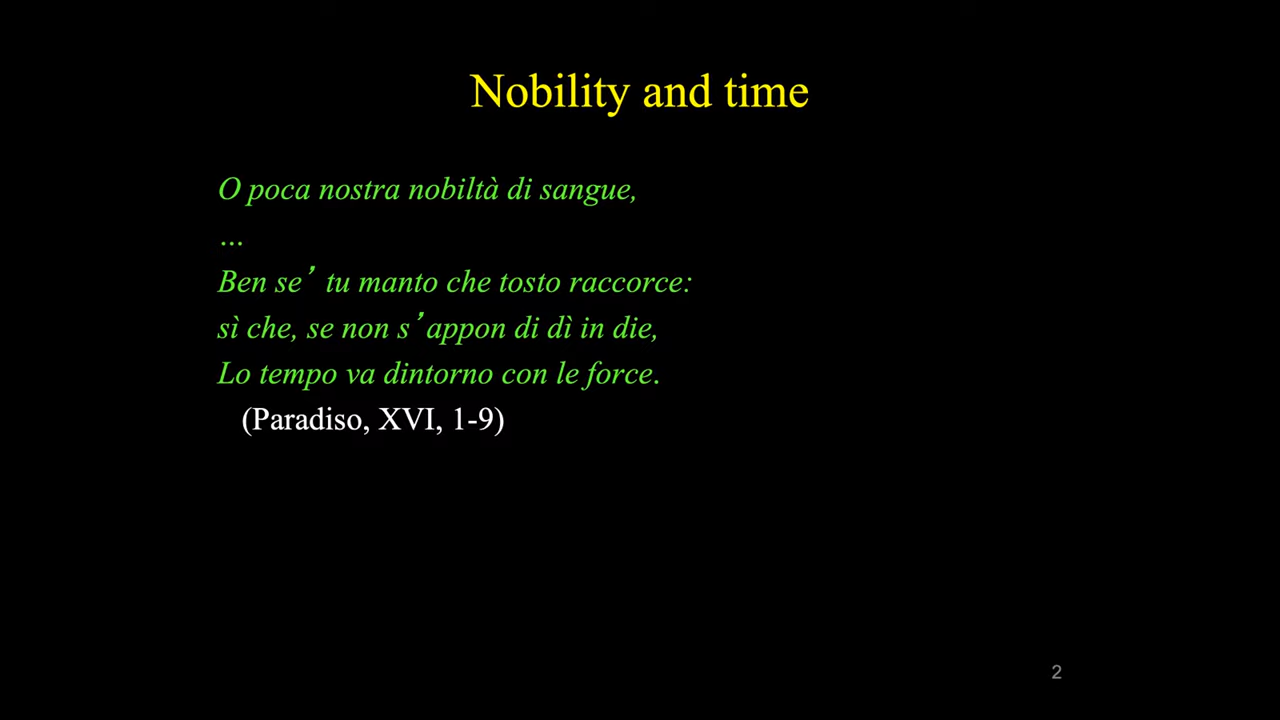 Nobility and time
O poca nostra nobiltà di sangue,
…
Ben se’ tu manto che tosto raccorce:
sì che, se non s’appon di dì in die,
Lo tempo va dintorno con le force.
(Paradiso, XVI, 1-9)
2